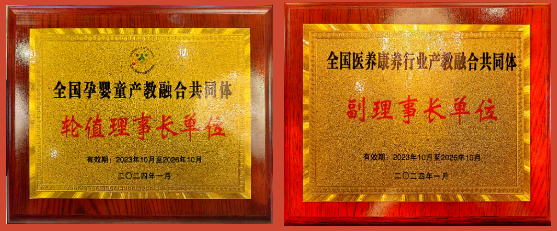 全国孕婴童产教融合共同体
轮值理事长单位
有效期：2023年10月至2026年10月
二〇二四年一月
全国医养康养行业产教融合共同体
副理事长单位
有效期：2023年10月至2026年10月
二〇二四年一月